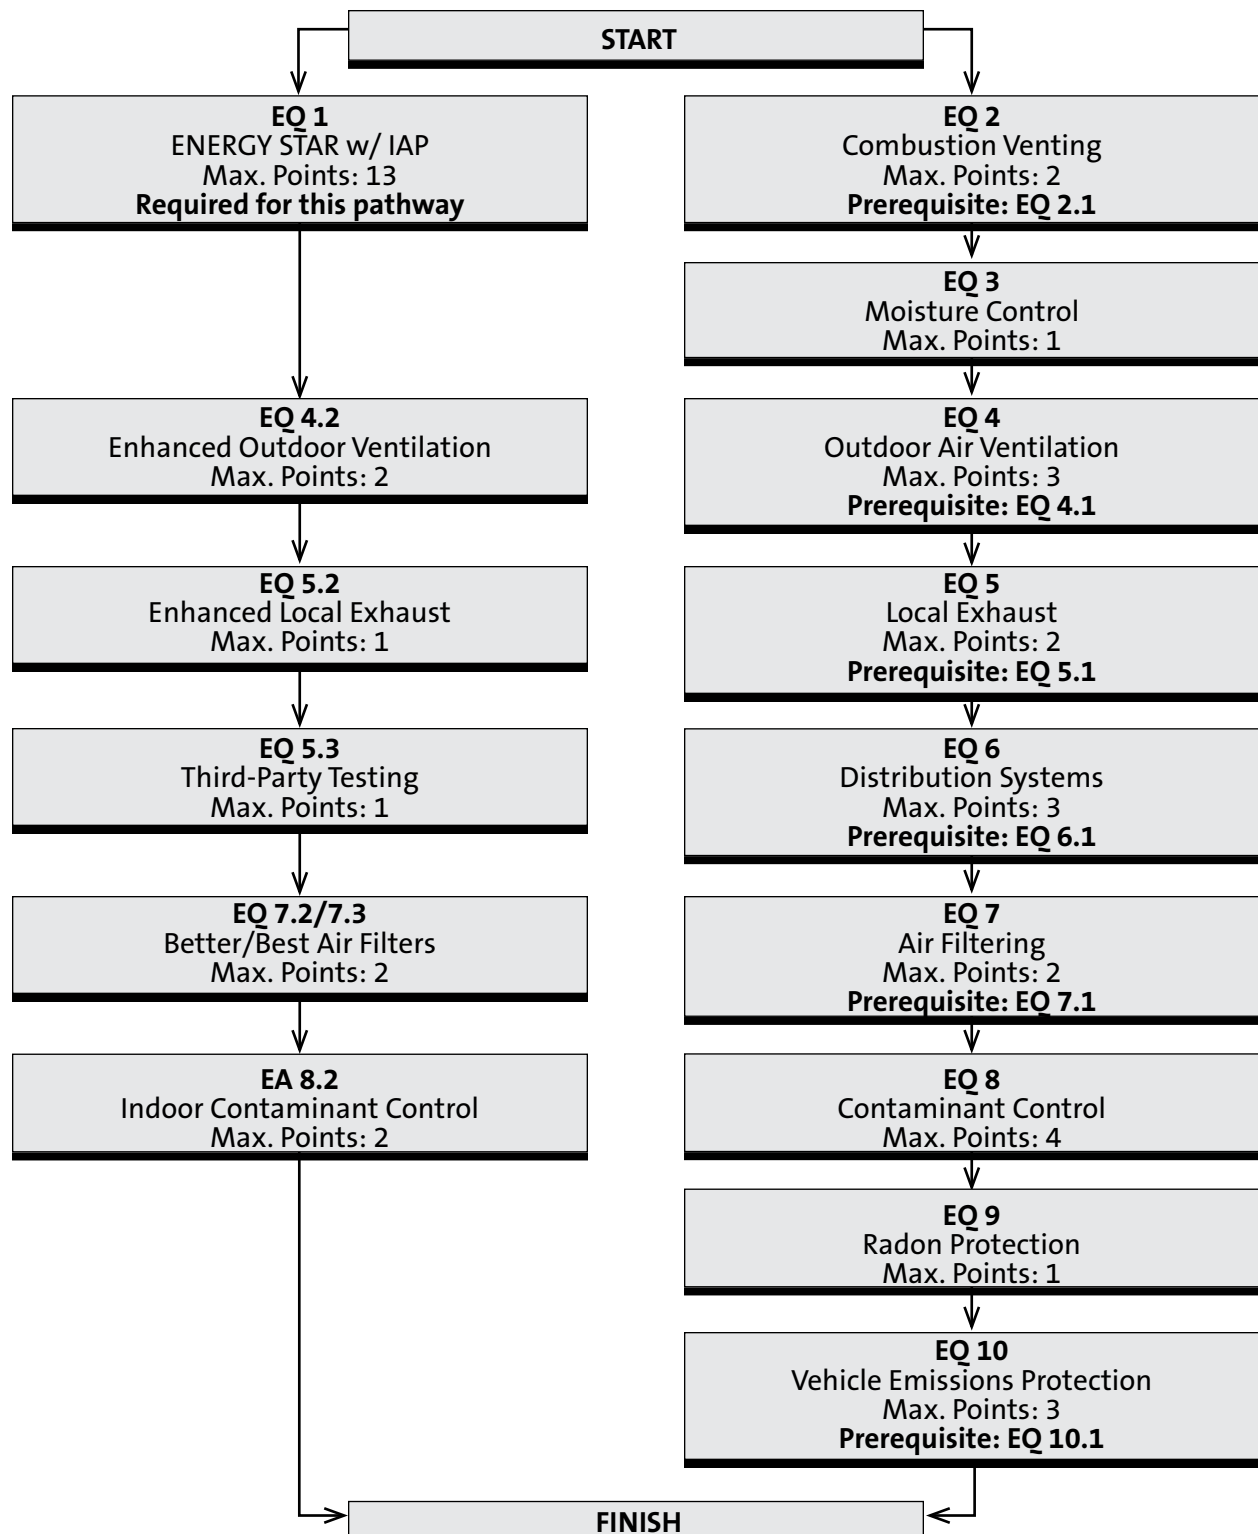 START
EQ 1
ENERGY STAR w/ IAP
Max. Points: 13
Required for this pathway
EQ 4.2
Enhanced Outdoor Ventilation
Max. Points: 2
EQ 5.2
Enhanced Local Exhaust
Max. Points: 1
EQ 5.3
Third-Party Testing
Max. Points: 1
EQ 7.2/7.3
Better/Best Air Filters
Max. Points: 2
EA 8.2
Indoor Contaminant Control
Max. Points: 2
EQ 2
Combustion Venting
Max. Points: 2
Prerequisite: EQ 2.1
EQ 3
Moisture Control
Max. Points: 1
EQ 4
Outdoor Air Ventilation
Max. Points: 3
Prerequisite: EQ 4.1
EQ 5
Local Exhaust
Max. Points: 2
Prerequisite: EQ 5.1
EQ 6
Distribution Systems
Max. Points: 3
Prerequisite: EQ 6.1
EQ 7
Air Filtering
Max. Points: 2
Prerequisite: EQ 7.1
EQ 8
Contaminant Control
Max. Points: 4
EQ 9
Radon Protection
Max. Points: 1
EQ 10
Vehicle Emissions Protection
Max. Points: 3
Prerequisite: EQ 10.1
FINISH